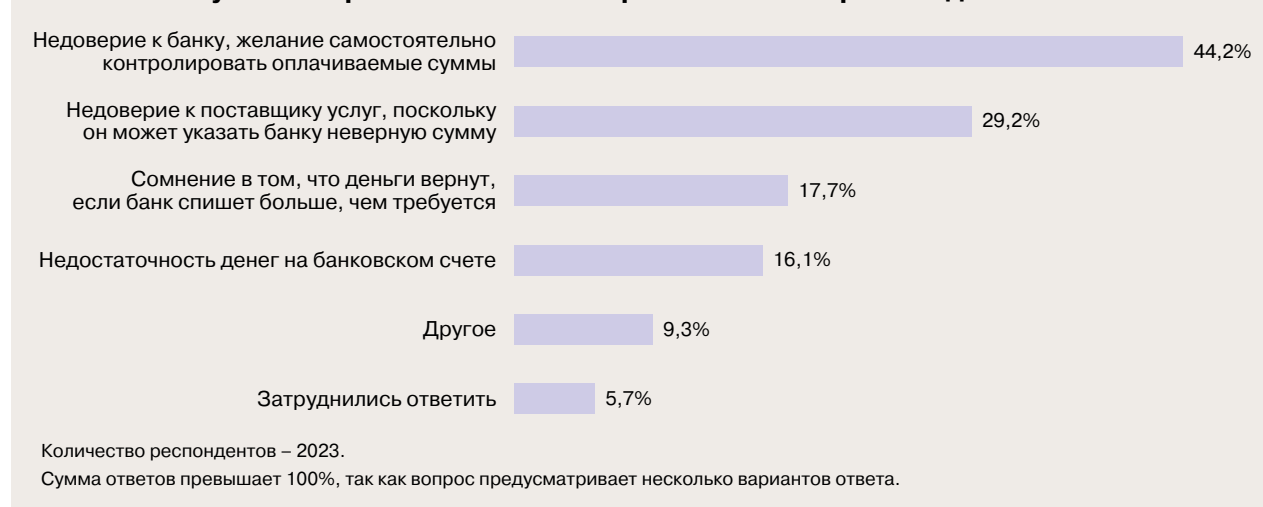 Недоверие к банку, желание самостоятельно
контролировать оплачиваемые суммы
44,2%
Недоверие к поставщику услуг, поскольку
он может указать банку неверную сумму
29,2%
Сомнение в том, что деньги вернут,
если банк спишет больше, чем требуется
17,7%
Недостаточность денег на банковском счете
16,1%
Другое
9,3%
Затруднились ответить
5,7%
Количество респондентов – 2023.
Сумма ответов превышает 100%, так как вопрос предусматривает несколько вариантов ответа.